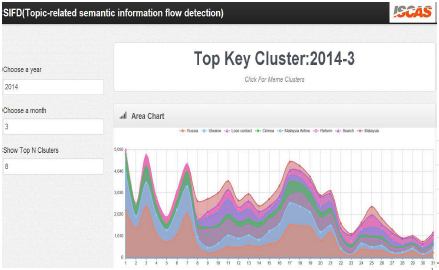 SIFD(Topic-related semantic information flow detection)
ISCAS
Top Key Cluster:2014-3
Click For Meme Clusters
Choose a year
2014
Choose a month
3
Show Top N Clsuters
8
Area Chart
Russia Ukraine Lose contact Crimea Malaysia Airline Platform Search Malaysia
5,000
4,000
3,000
2,000
1,000
0
1 2 3 4 5 6 7 8 9 10 11 12 13 14 15 16 17 18 19 20 21 22 23 24 25 26 27 28 29 30 31